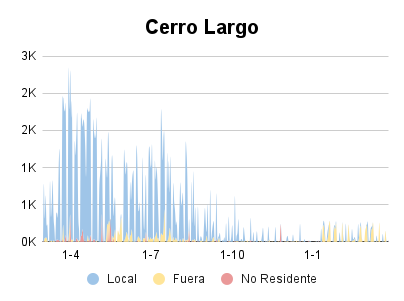 Cerro Largo
3K
2K
2K
1K
1K
0K
1-4 1-7 1-10 1-1
Local Fuera No Residente